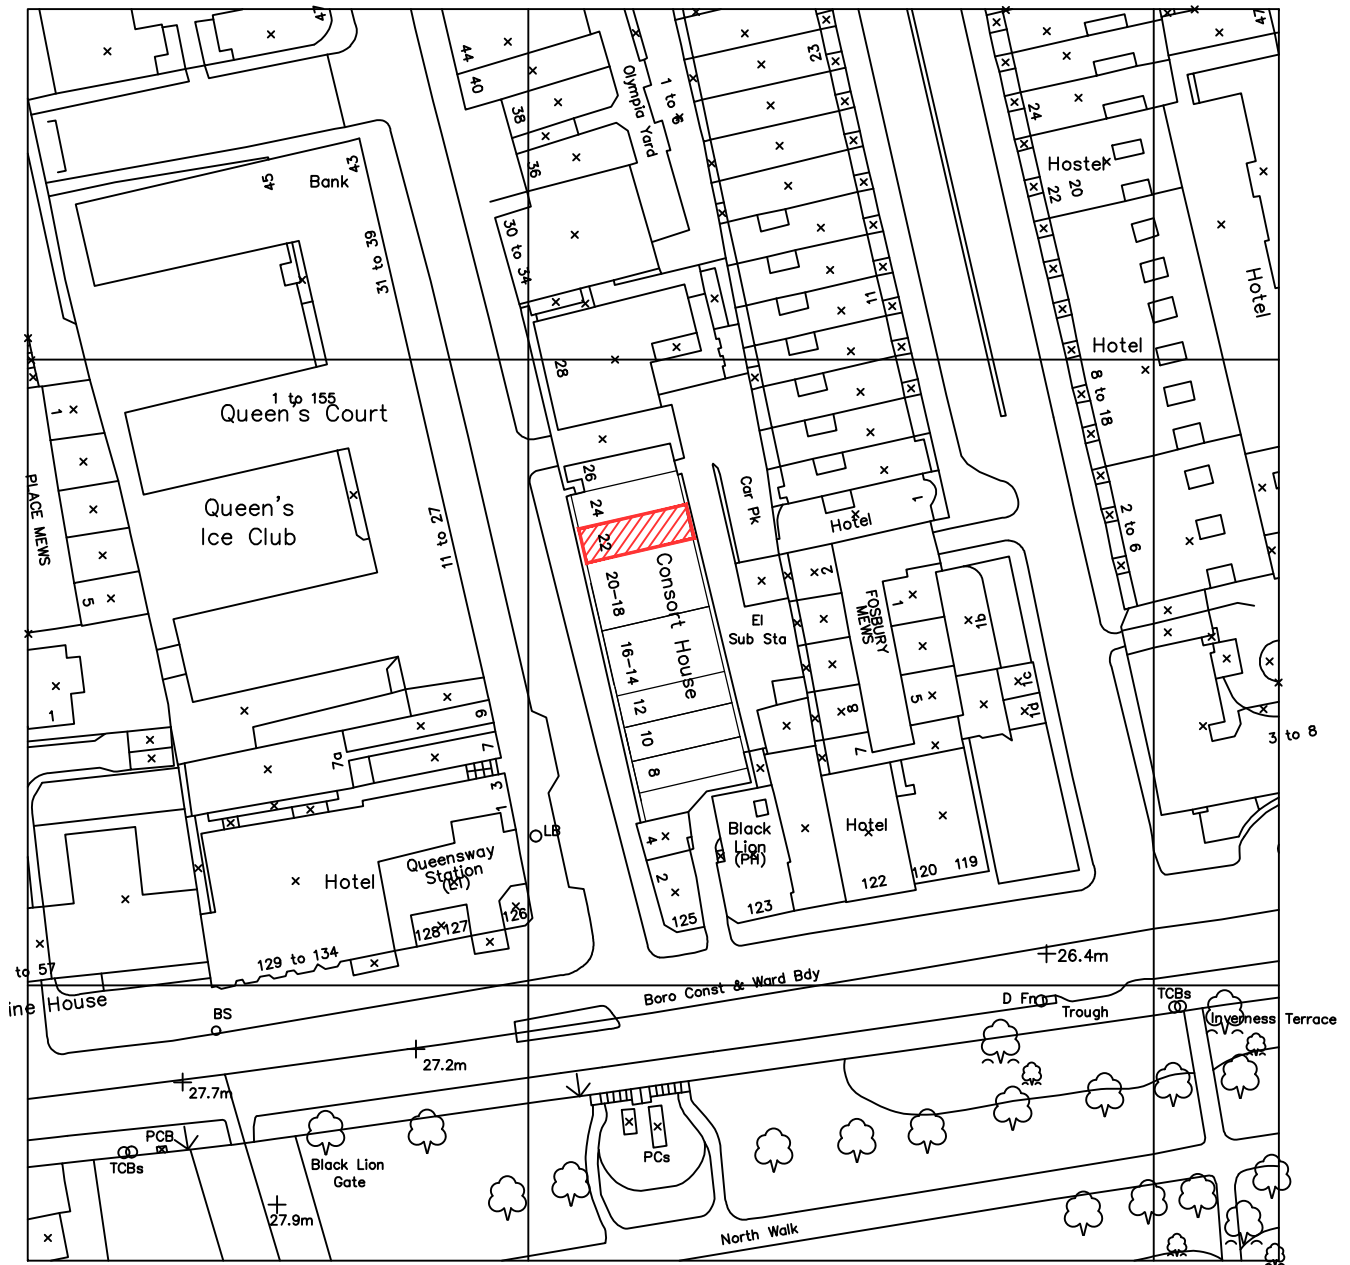 47
44
40
38
36
Olympia Yard
1 to 8
23
24
47
Hostel
20
22
Bank
43
45
31 to 39
30 to 34
11
Hotel
28
Hotel
8 to 18
1 to 155
Queen's Court
1
PLACE MEWS
Queen's
Ice Club
11 to 27
26
24
22
Car Pk
Hotel
1
2 to 6
20-18
Consort House
El
Sub Sta
2
FOSBURY
MEWS
1
1b
5
16-14
12
10
8
1c
1d
5
8
7
3 to 8
1
6
7
7a
3
1
LB
4
2
Black
Lion
(PH)
Hotel
Queensway
Station
(LT)
Hotel
126
128
127
125
123
122
120
119
129 to 134
to 57
ine House
Boro Const & Ward Bdy
26.4m
BS
D Fn
Trough
TCBs
Inverness Terrace
27.2m
27.7m
PCB
TCBs
Black Lion
Gate
PCs
27.9m
North Walk